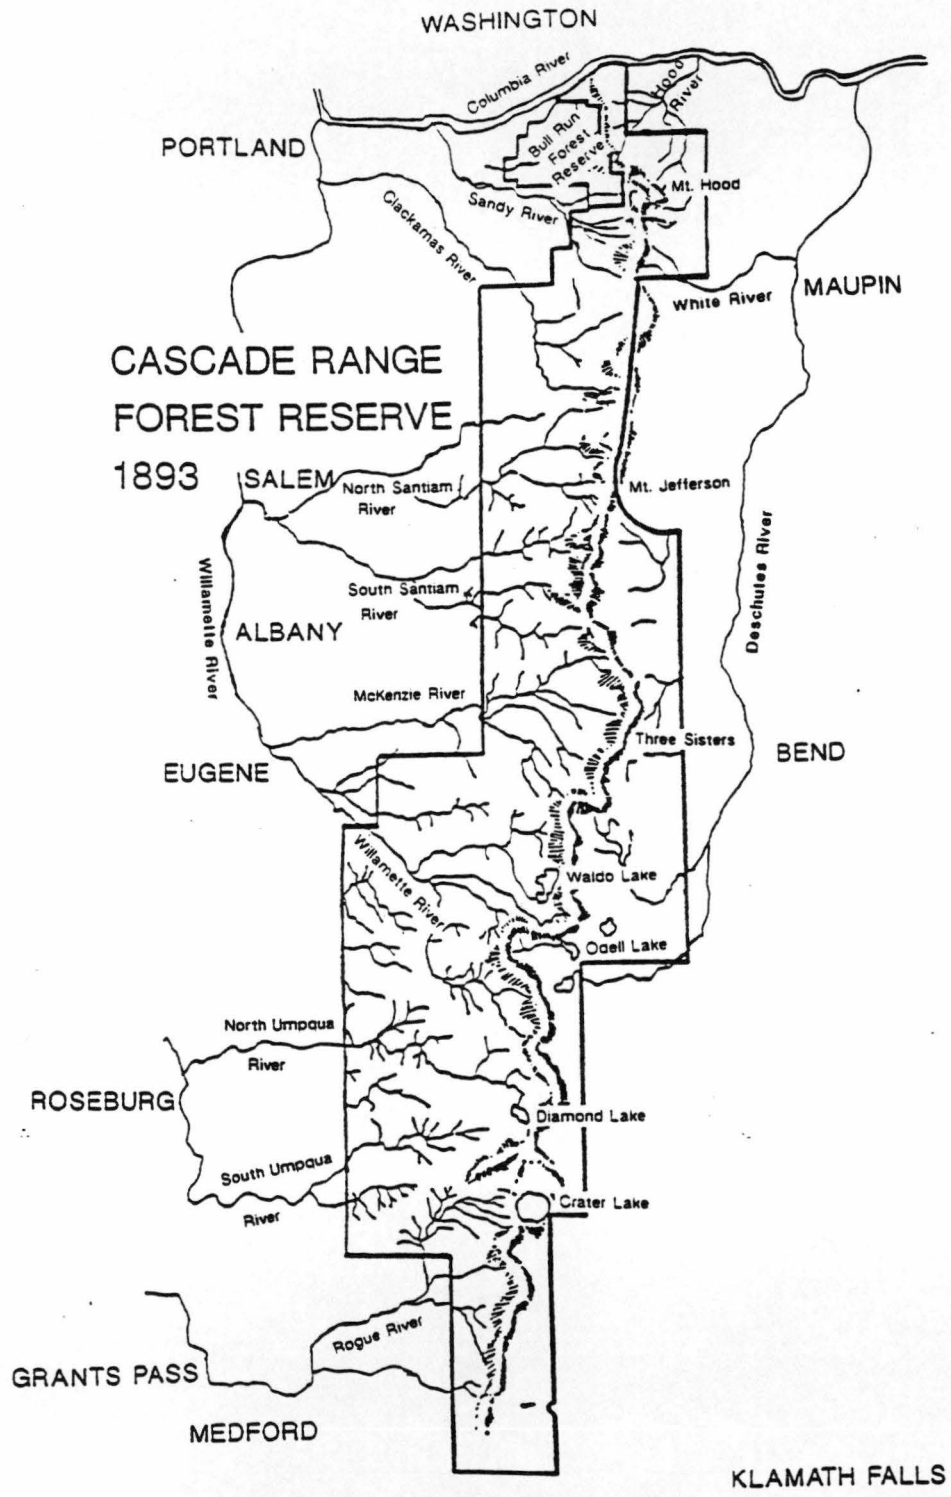 WASHINGTON
Columbia River
Hood
River
PORTLAND
Bull Run
Forest
Reserve
Mt. Hood
Sandy River
Clackamas River
White River
MAUPIN
CASCADE RANGE
FOREST RESERVE
1893
SALEM
North Santiam
River
Mt. Jefferson
Deschutes River
Willamette River
South Santiam
River
ALBANY
McKenzie River
Three Sisters
BEND
EUGENE
Willamette River
Waldo Lake
Odell Lake
North Umpqua
River
ROSEBURG
Diamond Lake
South Umpqua
River
Crater Lake
Rogue River
GRANTS PASS
MEDFORD
KLAMATH FALLS